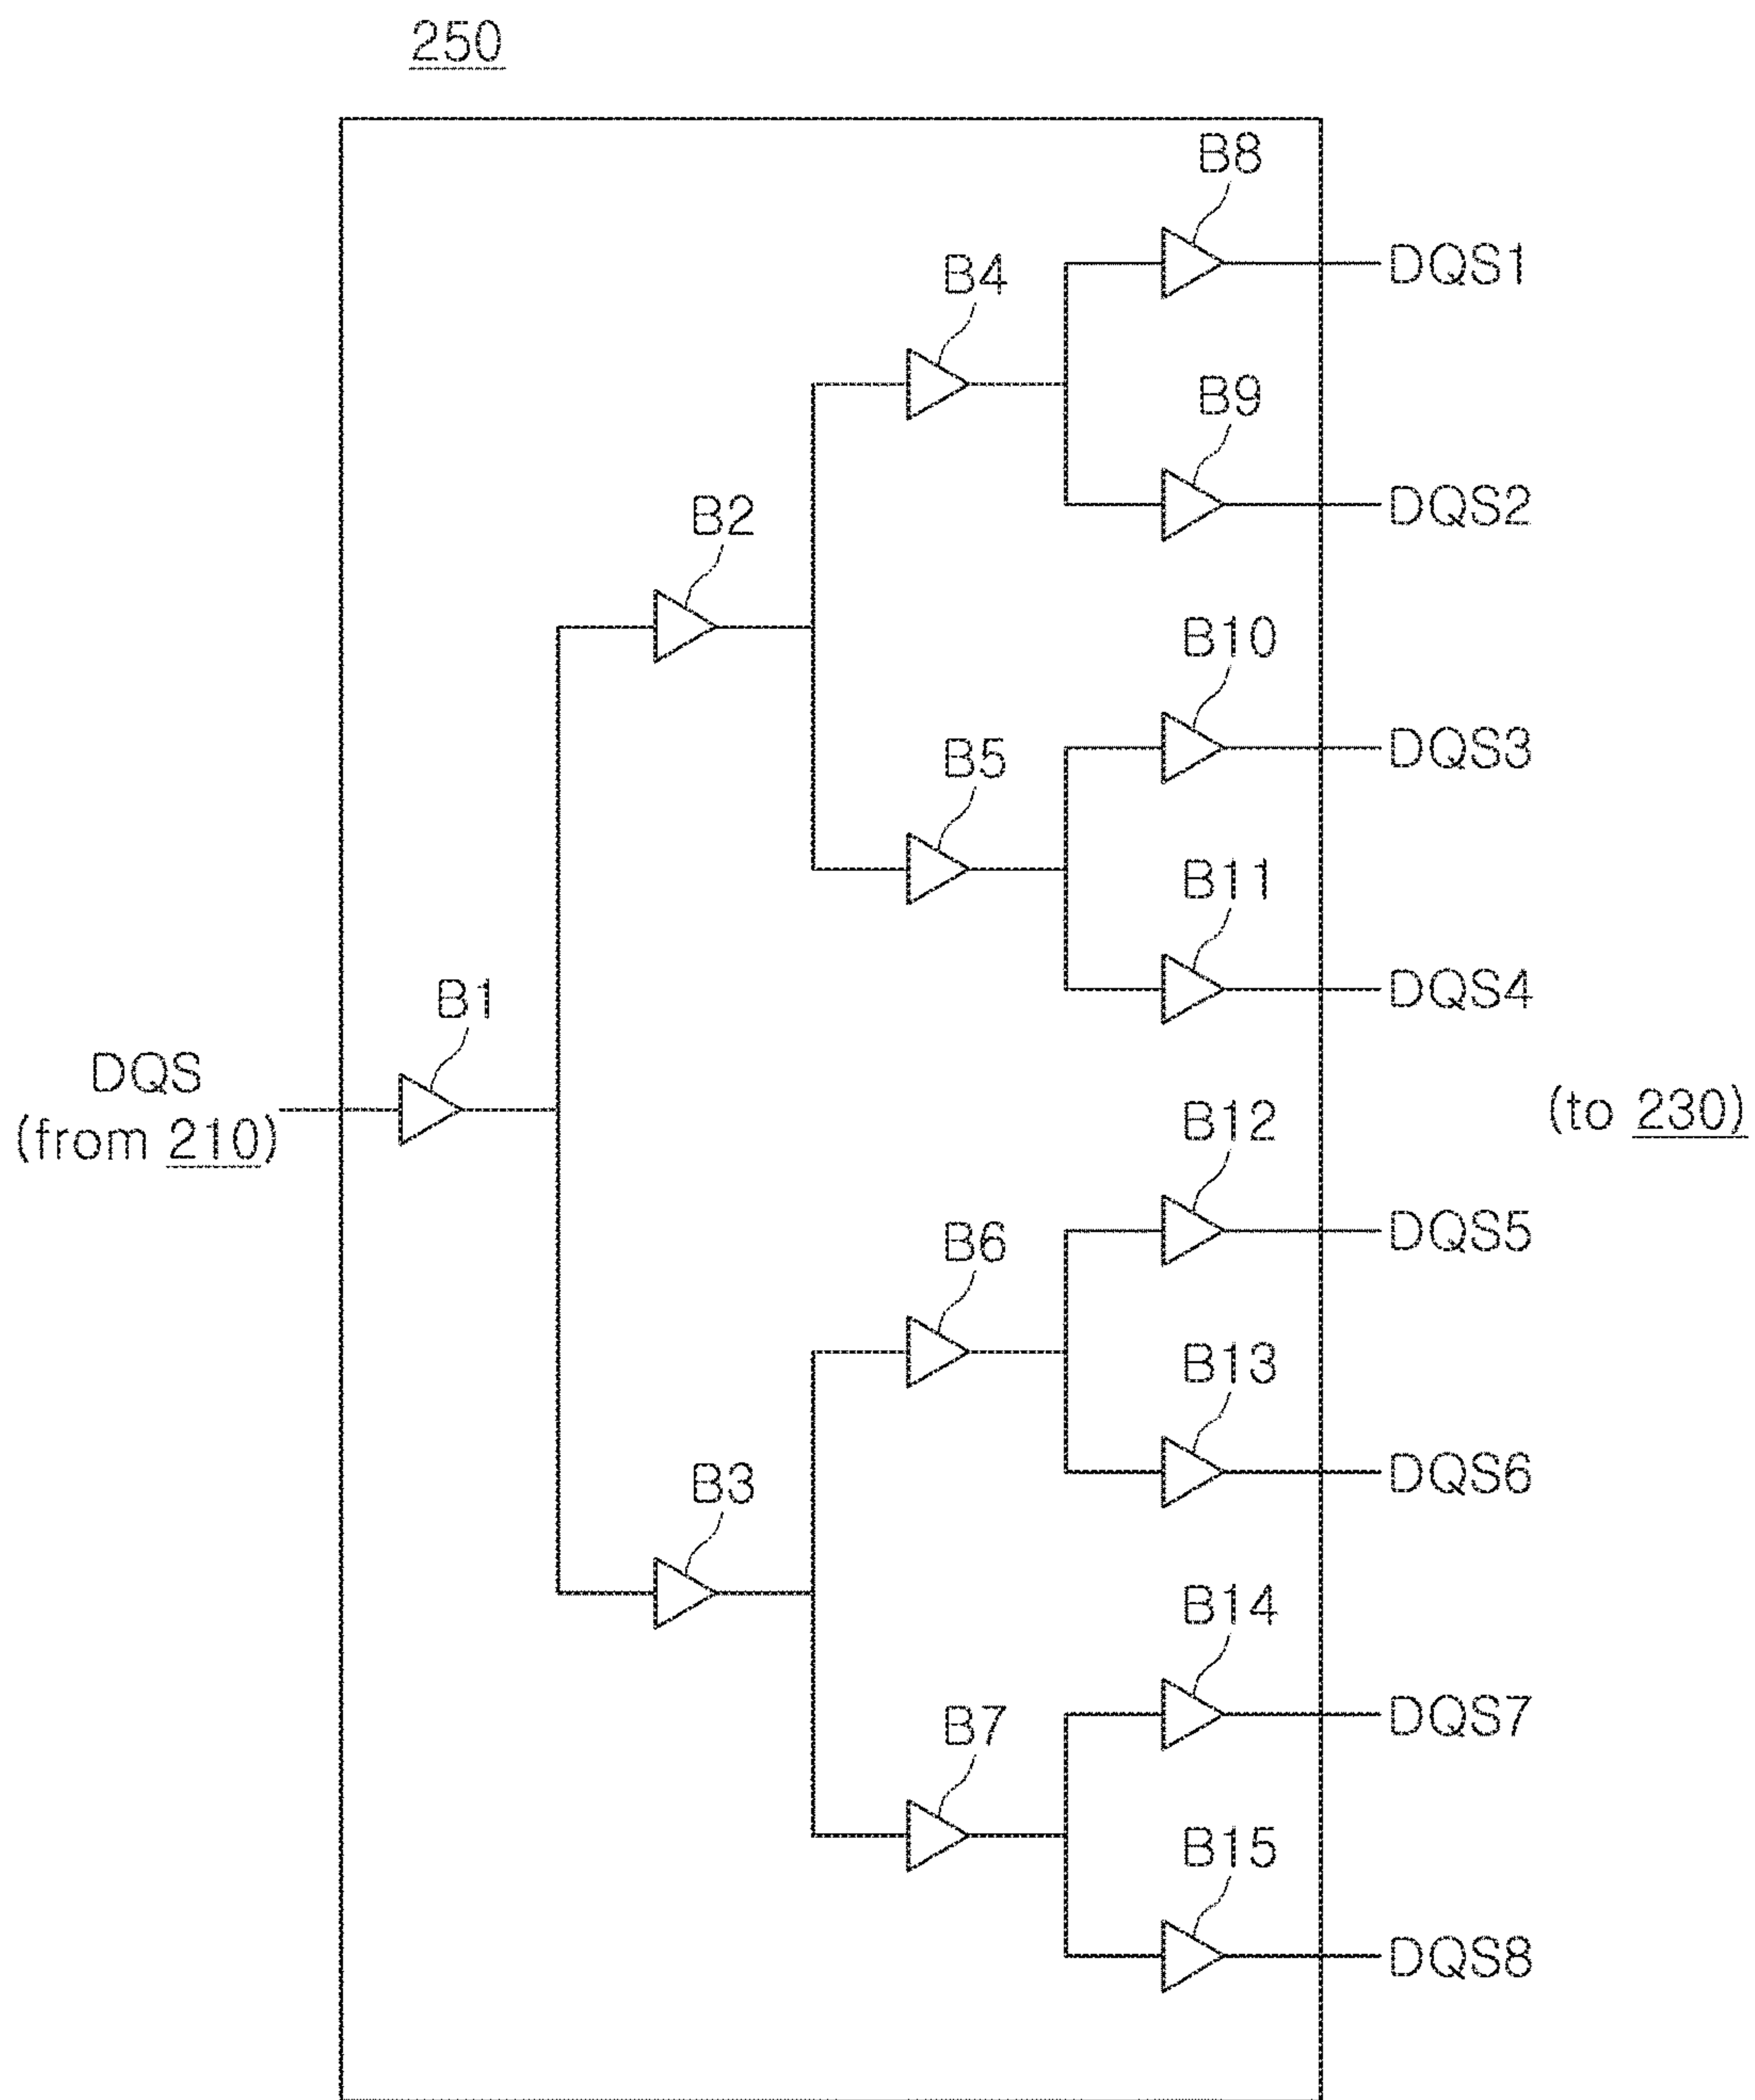 250
B8
DQS1
B4
B9
DQS2
B2
B10
DQS3
B5
B11
DQS4
B1
DQS
(from 210)
B12
(to 230)
DQS5
B6
B13
DQS6
B3
B14
DQS7
B7
B15
DQS8